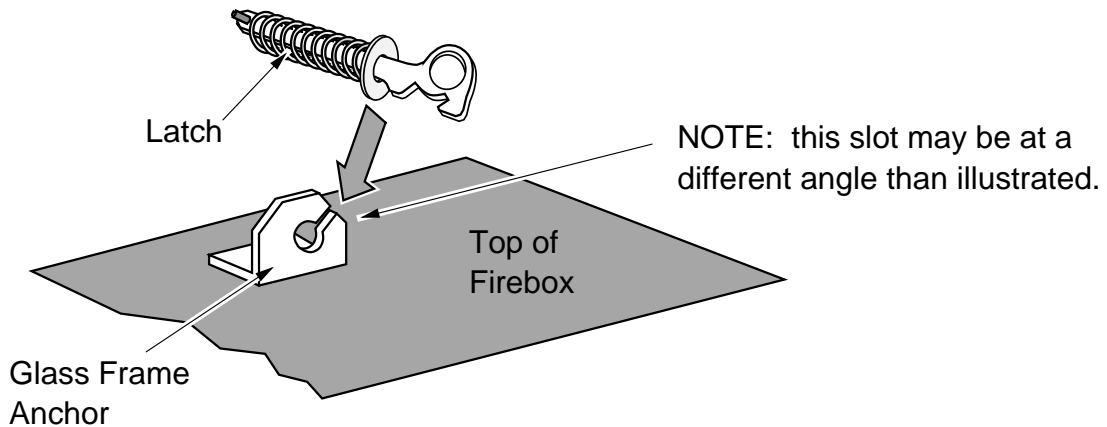 Latch
NOTE:  this slot may be at a
different angle than illustrated.
Top of
Firebox
Glass Frame
Anchor